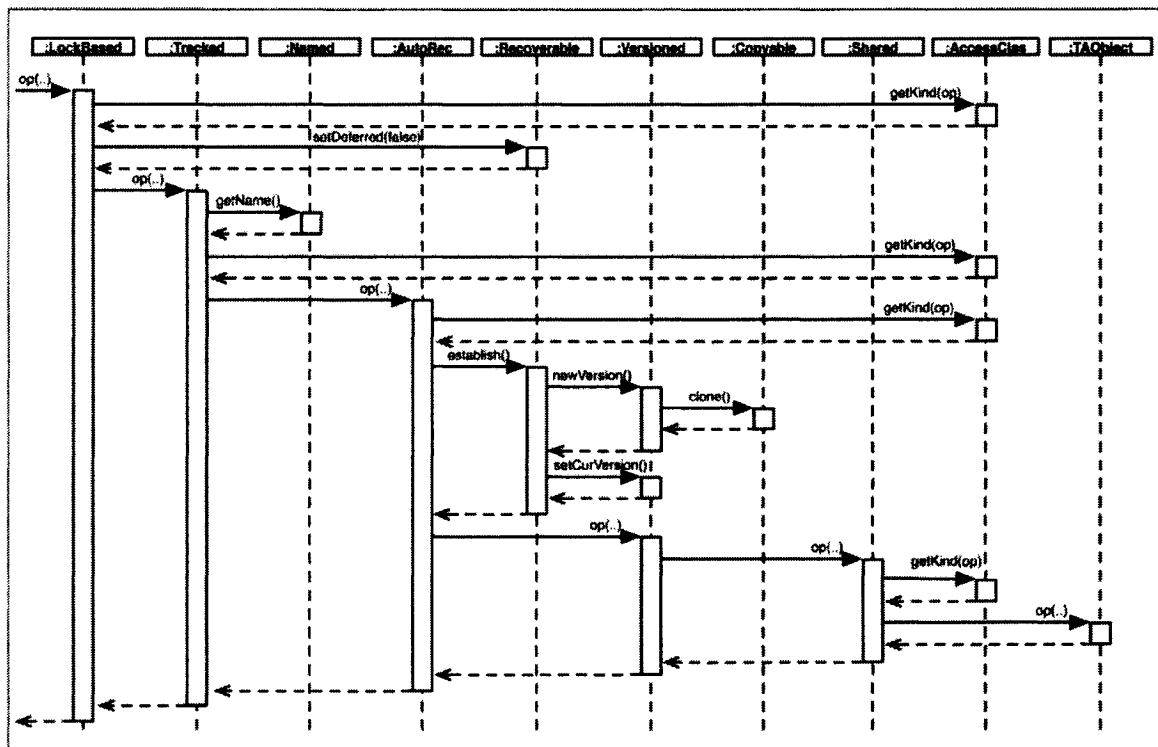 :LockBased :Tracked :Named :AutoRec :Recoverable :Versioned :Copyable :Shared :AccessClas :TAObject
op(..)
getKind(op)
setDeferred(false)
op(..)
getName()
getKind(op)
op(..)
getKind(op)
establish()
newVersion()
clone()
setCurVersion()
op(..)
op(..)
getKind(op)
op(..)